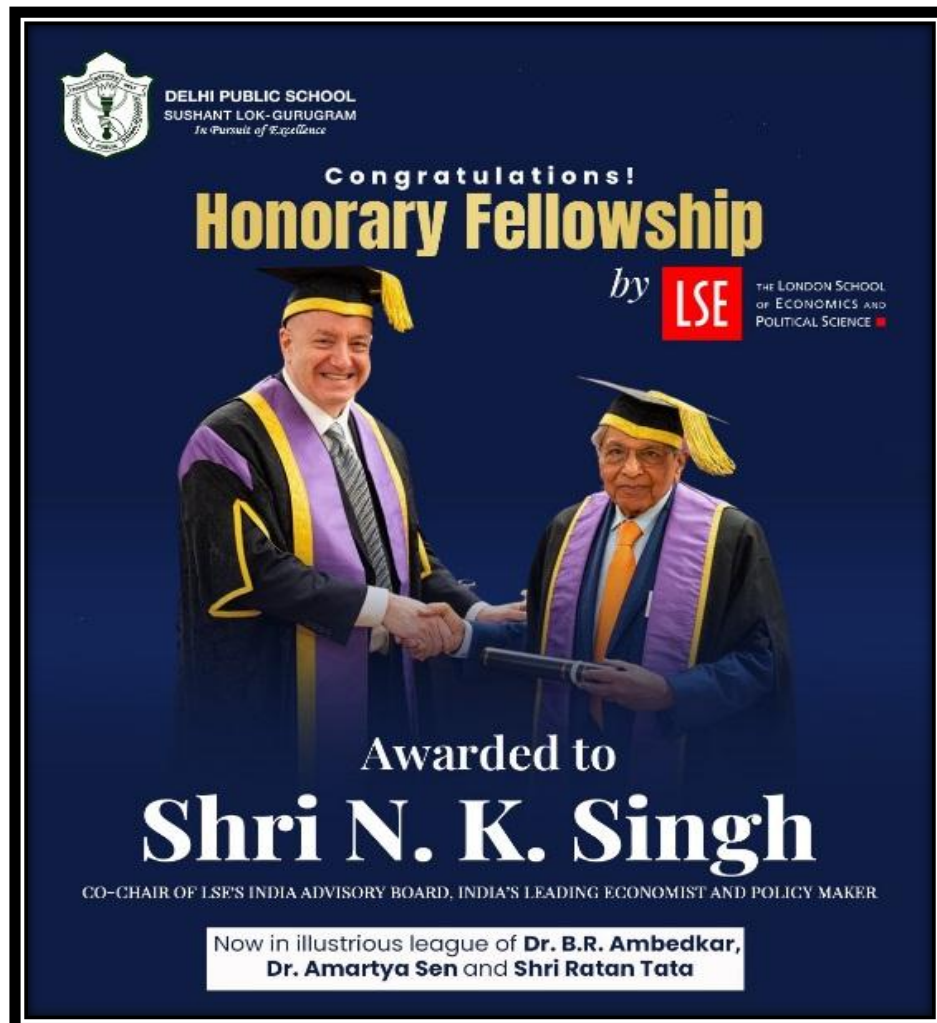 DELHI PUBLIC SCHOOL
SUSHANT LOK-GURUGRAM
In Pursuit of Excellence
Congratulations!
Honorary Fellowship
by LSE THE LONDON SCHOOL
OF ECONOMICS AND
POLITICAL SCIENCE
Awarded to
Shri N. K. Singh
CO-CHAIR OF LSE'S INDIA ADVISORY BOARD, INDIA'S LEADING ECONOMIST AND POLICY MAKER
Now in illustrious league of Dr. B.R. Ambedkar,
Dr. Amartya Sen and Shri Ratan Tata